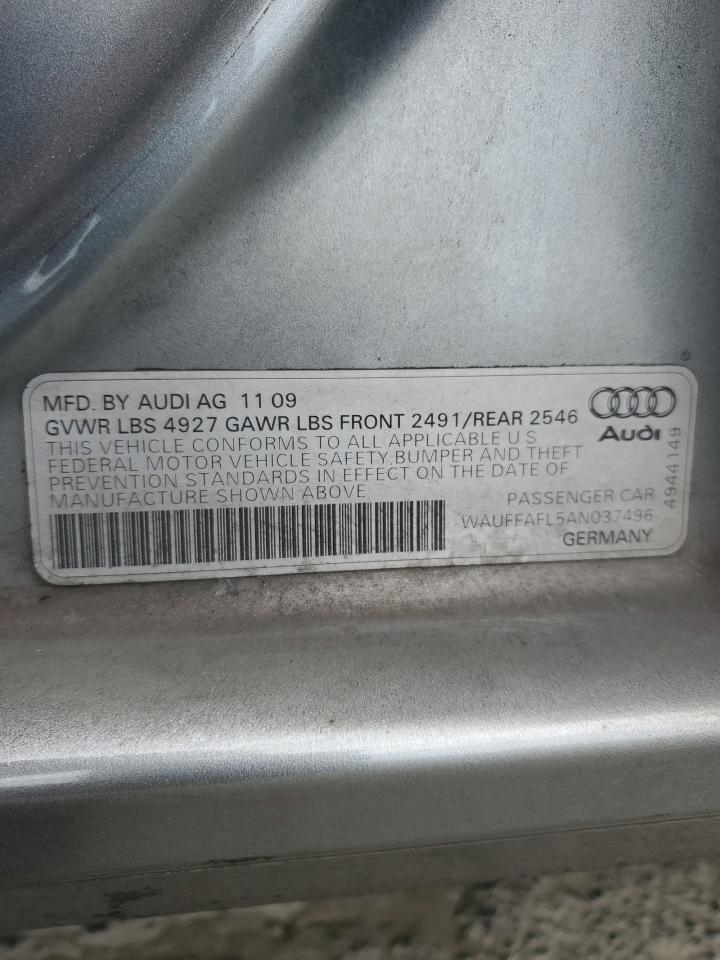 MFD. BY AUDI AG 11 09
GVWR LBS 4927 GAWR LBS FRONT 2491/REAR 2546
THIS VEHICLE CONFORMS TO ALL APPLICABLE U S
FEDERAL MOTOR VEHICLE SAFETY, BUMPER AND THEFT
PREVENTION STANDARDS IN EFFECT ON THE DATE OF
MANUFACTURE SHOWN ABOVE
Audi
PASSENGER CAR
WAUFFAFL5AN037496
GERMANY
4944149